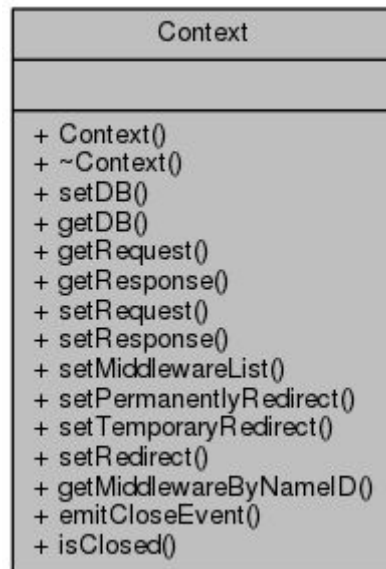 Context
+ Context()
+ ~Context()
+ setDB()
+ getDB()
+ getRequest()
+ getResponse()
+ setRequest()
+ setResponse()
+ setMiddlewareList()
+ setPermanentlyRedirect()
+ setTemporaryRedirect()
+ setRedirect()
+ getMiddlewareByNameID()
+ emitCloseEvent()
+ isClosed()